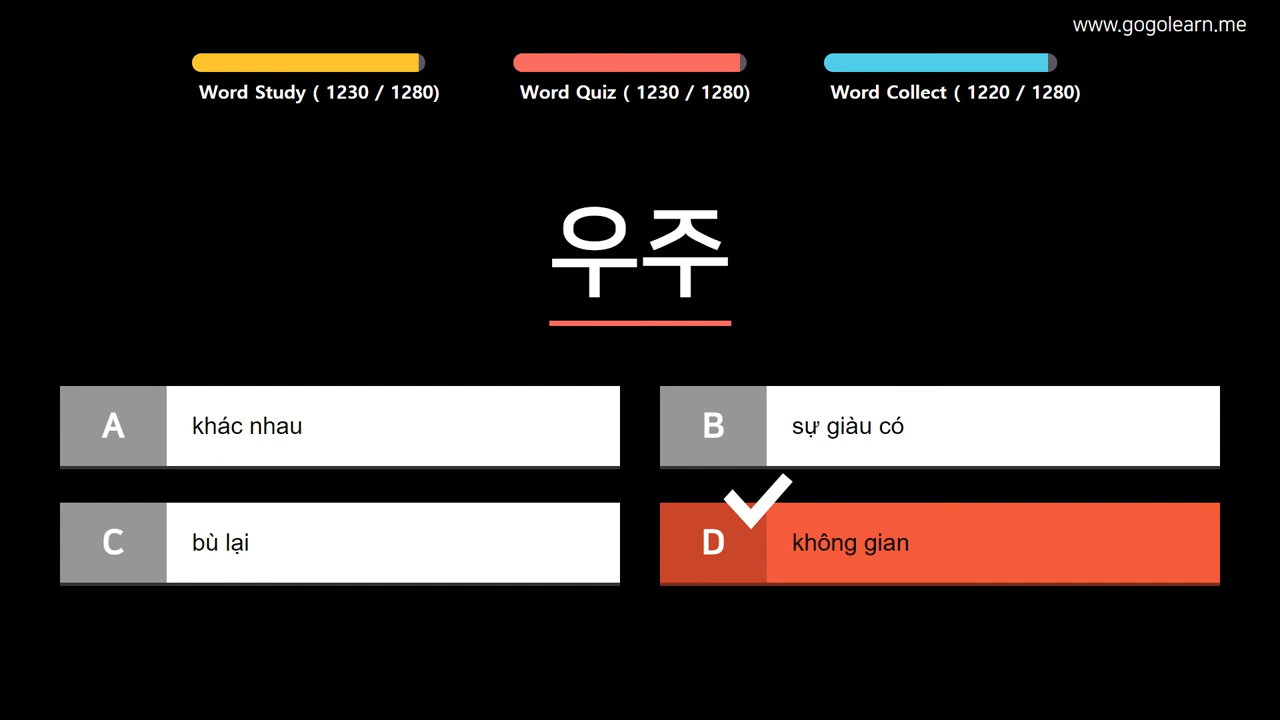 www.gogolearn.me
Word Study ( 1230 / 1280)
Word Quiz ( 1230 / 1280)
Word Collect ( 1220 / 1280)
우주
A khác nhau
B sự giàu có
C bù lại
D không gian